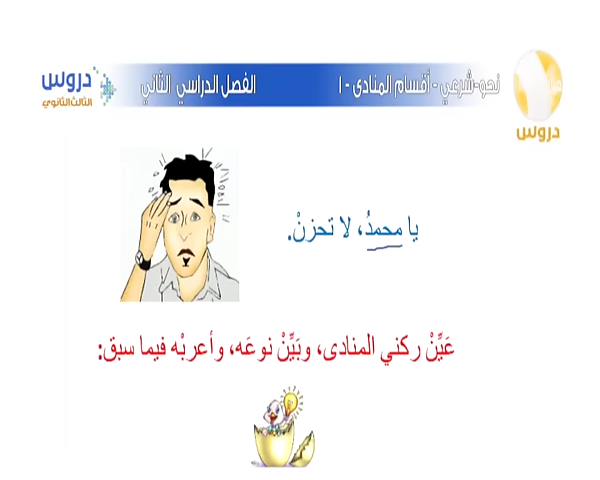 نحو-شرعي - أقسام المنادى - ١
الفصل الدراسي الثاني
دروس
الثالث الثانوي
دروس
يا محمدُ، لا تحزنْ.
عَيِّنْ ركني المنادى، وبَيِّنْ نوعَه، وأعربْه فيما سبق: